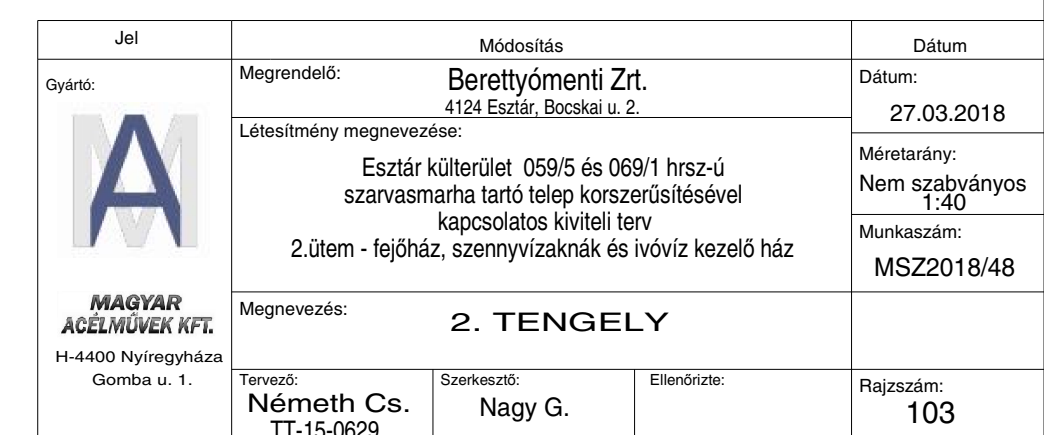 Jel
Módosítás
Dátum
Gyártó:
MAGYAR
ACÉLMŰVEK KFT.
H-4400 Nyíregyháza
Gomba u. 1.
Megrendelő:
Berettyómenti Zrt.
4124 Esztár, Bocskai u. 2.
Létesítmény megnevezése:
Esztár külterület 059/5 és 069/1 hrsz-ú
szarvasmarha tartó telep korszerűsítésével
kapcsolatos kiviteli terv
2.ütem - fejőház, szennyvízaknák és ivóvíz kezelő ház
Megnevezés:
2. TENGELY
Tervező:
Németh Cs.
TT-15-0629
Szerkesztő:
Nagy G.
Ellenőrizte:
Dátum:
27.03.2018
Méretarány:
Nem szabványos
1:40
Munkaszám:
MSZ2018/48
Rajzszám:
103